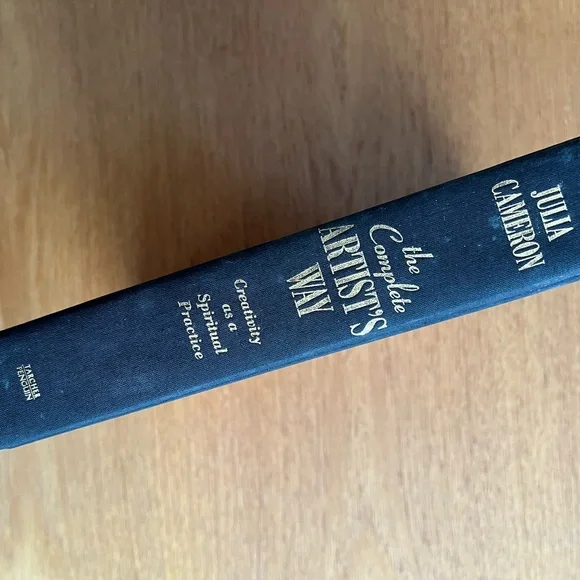 JULIA
CAMERON
the
Complete
ARTIST'S
WAY
Creativity
as a
Spiritual
Practice
TARCHER
PENGUIN